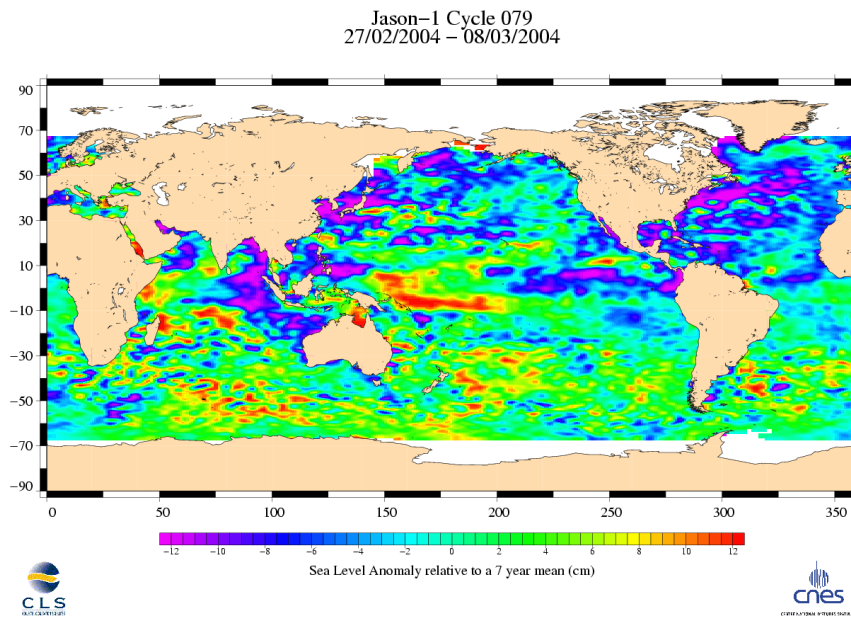 Jason−1 Cycle 079
27/02/2004 − 08/03/2004
90
70
50
30
10
−10
−30
−50
−70
−90
0 50 100 150 200 250 300 350
−12 −10 −8 −6 −4 −2 0 2 4 6 8 10 12
Sea Level Anomaly relative to a 7 year mean (cm)
CLS
cnes